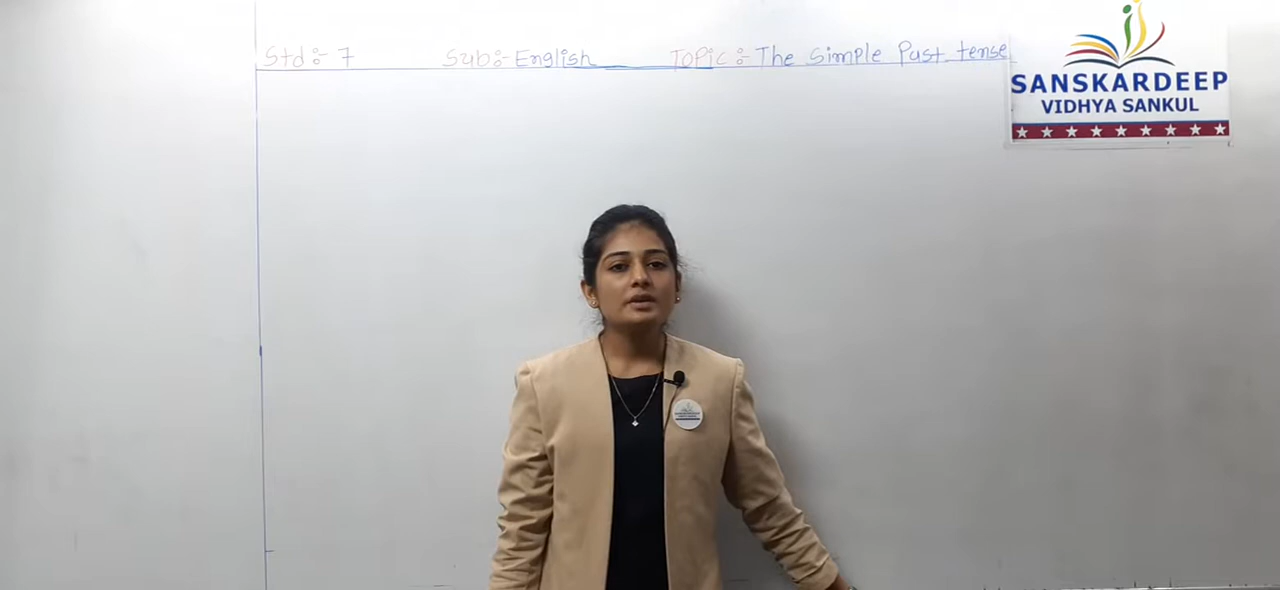 Std :- 7 Sub :- English Topic :- The Simple Past tense
SANSKARDEEP
VIDHYA SANKUL